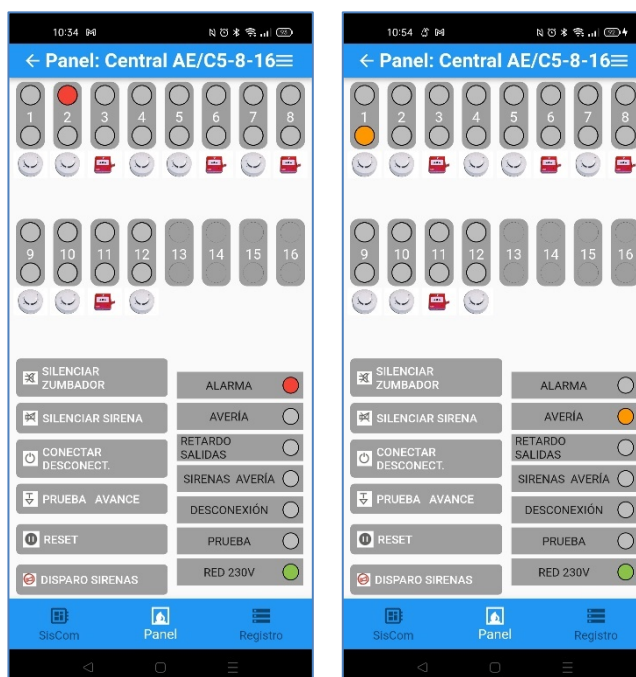 10:34
← Panel: Central AE/C5-8-16
1 2 3 4 5 6 7 8
9 10 11 12 13 14 15 16
SILENCIAR
ZUMBADOR
SILENCIAR SIRENA
CONECTAR
DESCONECT.
PRUEBA AVANCE
RESET
DISPARO SIRENAS
ALARMA
AVERÍA
RETARDO
SALIDAS
SIRENAS AVERÍA
DESCONEXIÓN
PRUEBA
RED 230V
SisCom Panel Registro
10:54
← Panel: Central AE/C5-8-16
1 2 3 4 5 6 7 8
9 10 11 12 13 14 15 16
SILENCIAR
ZUMBADOR
SILENCIAR SIRENA
CONECTAR
DESCONECT.
PRUEBA AVANCE
RESET
DISPARO SIRENAS
ALARMA
AVERÍA
RETARDO
SALIDAS
SIRENAS AVERÍA
DESCONEXIÓN
PRUEBA
RED 230V
SisCom Panel Registro